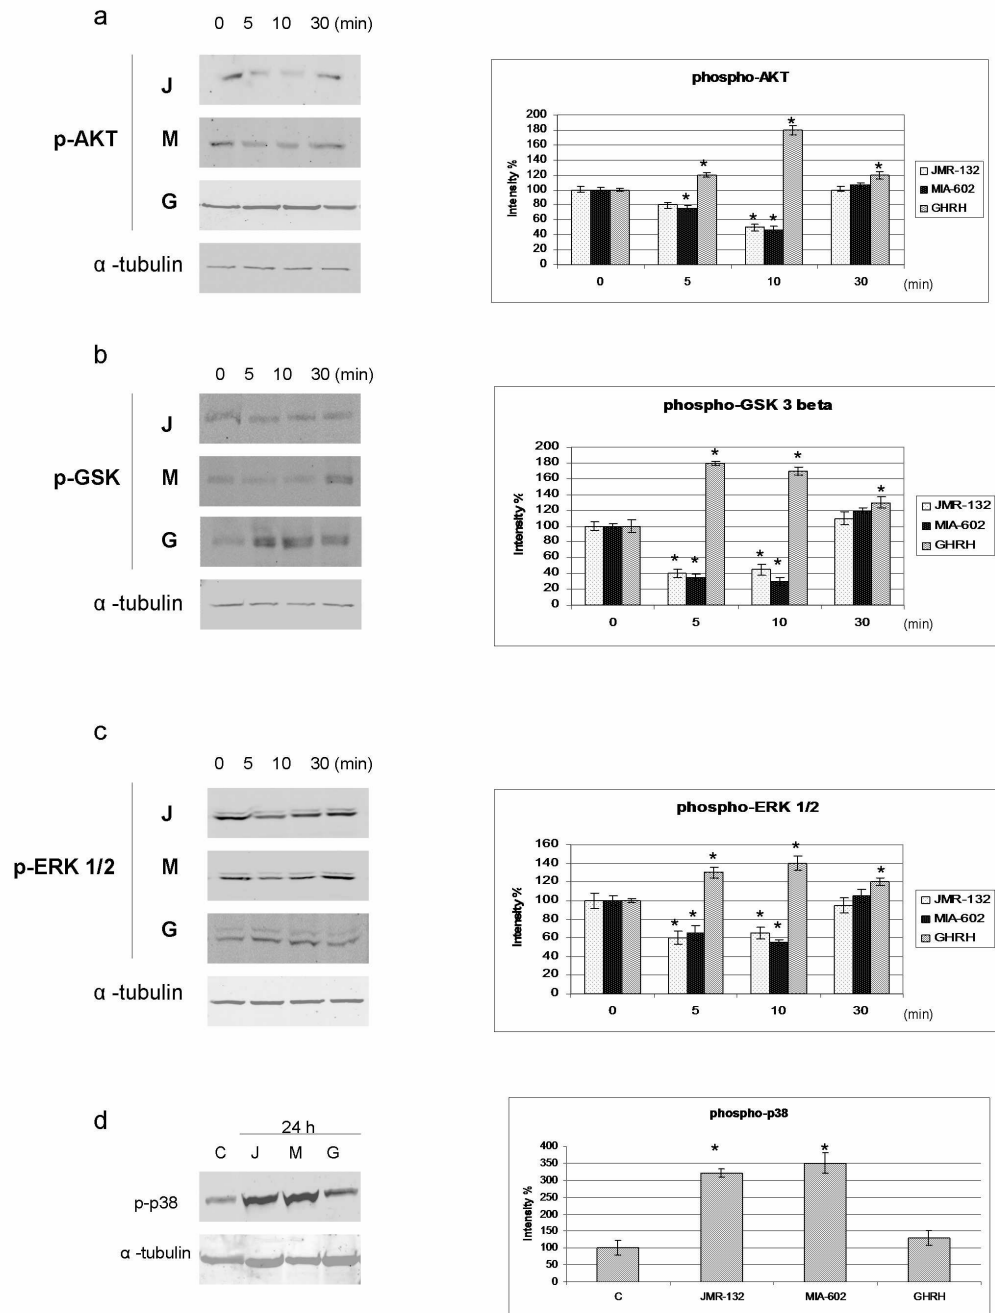 a
0 5 10 30 (min)
p-AKT
J
M
G
α -tubulin
phospho-AKT
Intensity %
200
180
160
140
120
100
80
60
40
20
0
* * * * * *
0 5 10 30 (min)
JMR-132
MIA-602
GHRH
b
0 5 10 30 (min)
p-GSK
J
M
G
α -tubulin
phospho-GSK 3 beta
Intensity %
200
180
160
140
120
100
80
60
40
20
0
* * * * * * *
0 5 10 30 (min)
JMR-132
MIA-602
GHRH
c
0 5 10 30 (min)
p-ERK 1/2
J
M
G
α -tubulin
phospho-ERK 1/2
Intensity %
160
140
120
100
80
60
40
20
0
* * * * * * *
0 5 10 30 (min)
JMR-132
MIA-602
GHRH
d
24 h
C J M G
p-p38
α -tubulin
phospho-p38
Intensity %
400
350
300
250
200
150
100
50
0
* *
C JMR-132 MIA-602 GHRH